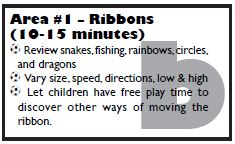 Area #1 – Ribbons
(10-15 minutes)
Review snakes, fishing, rainbows, circles,
and dragons
Vary size, speed, directions, low & high
Let children have free play time to
discover other ways of moving the
ribbon.
b